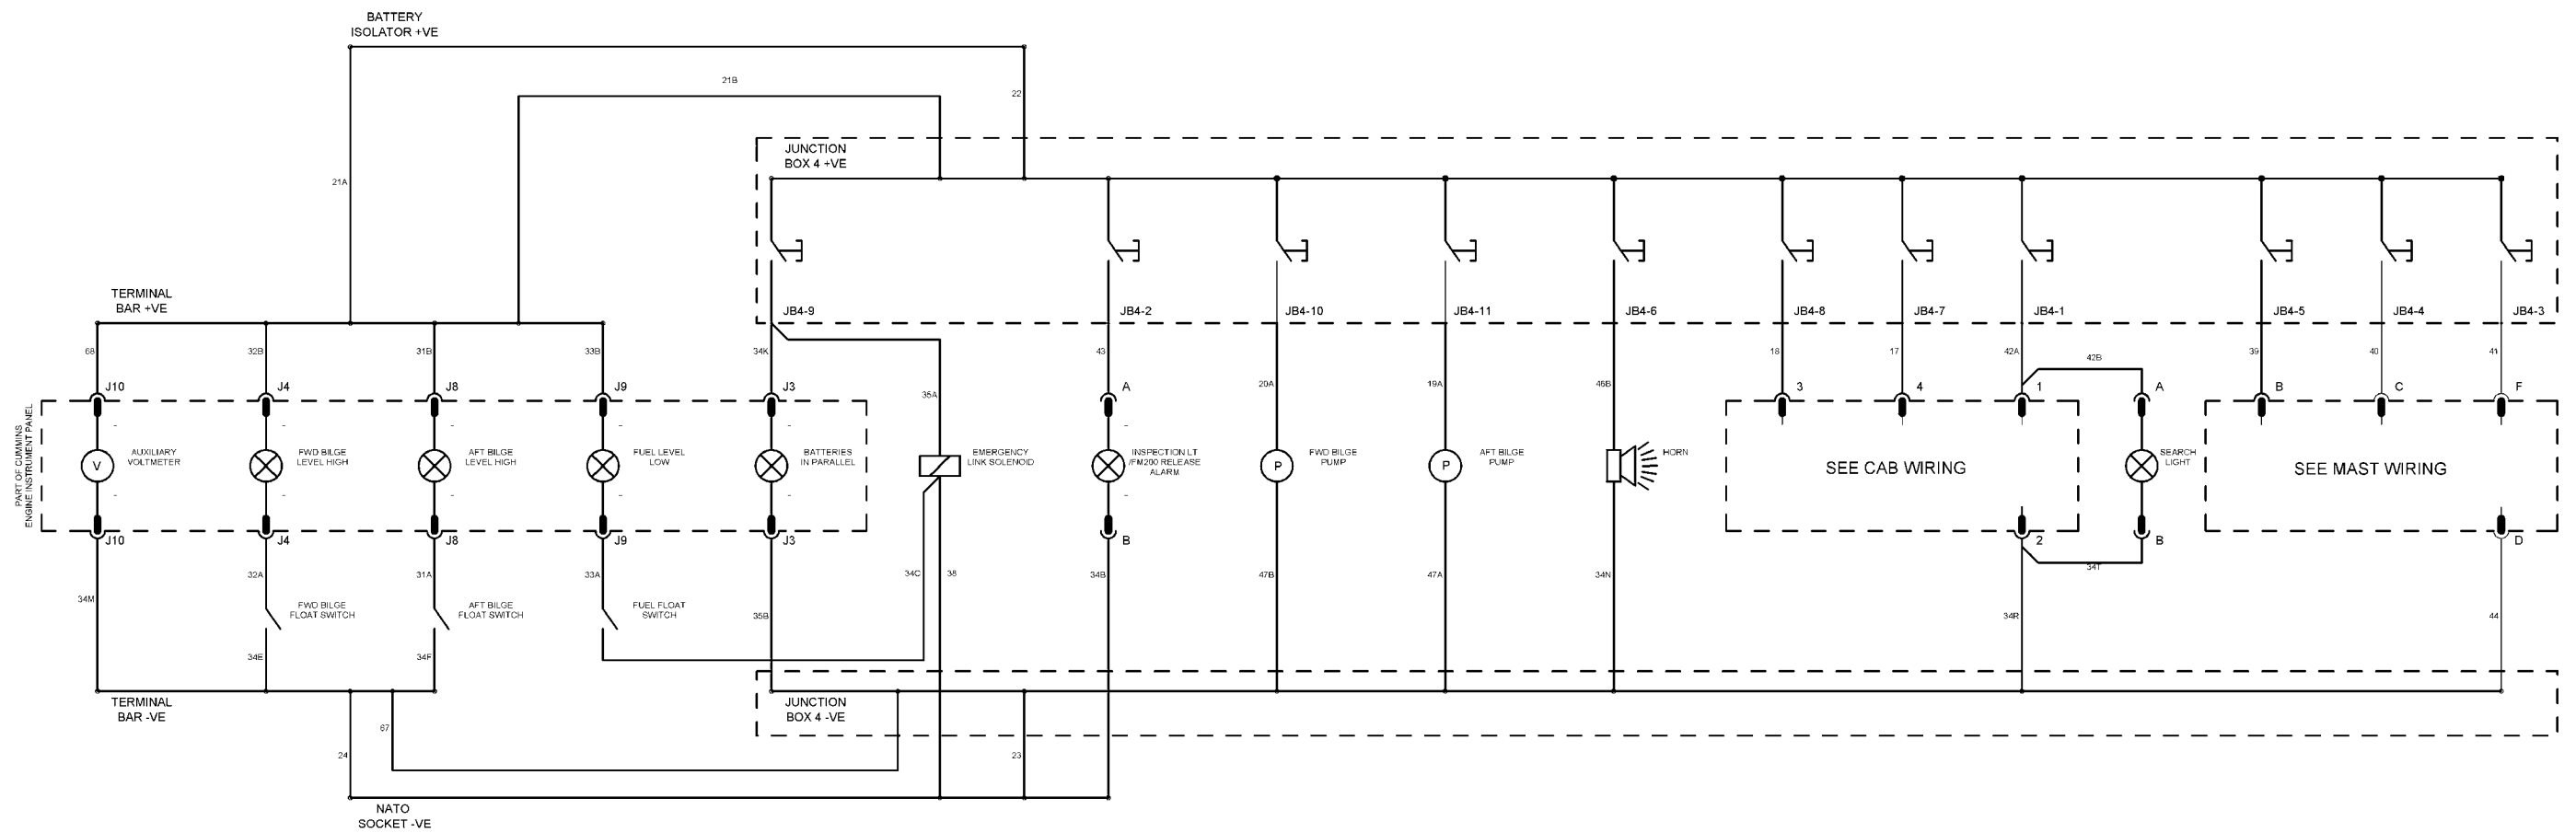 BATTERY
ISOLATOR +VE
21B
22
JUNCTION
BOX 4 +VE
21A
TERMINAL
BAR +VE
JB4-9
JB4-2
JB4-10
JB4-11
JB4-6
JB4-8
JB4-7
JB4-1
JB4-5
JB4-4
JB4-3
68
32B
31B
33B
34K
43
18
17
42A
42B
39
40
41
35A
20A
19A
46B
J10
J4
J8
J9
J3
A
3
4
1
A
B
C
F
PART OF CUMMINS
ENGINE INSTRUMENT PANEL
V
AUXILIARY
VOLTMETER
FWD BILGE
LEVEL HIGH
AFT BILGE
LEVEL HIGH
FUEL LEVEL
LOW
BATTERIES
IN PARALLEL
EMERGENCY
LINK SOLENOID
INSPECTION LT
/FM200 RELEASE
ALARM
P
FWD BILGE
PUMP
P
AFT BILGE
PUMP
HORN
SEE CAB WIRING
SEARCH
LIGHT
SEE MAST WIRING
J10
J4
J8
J9
J3
B
2
B
D
34T
32A
31A
33A
34C
38
34B
47B
47A
34N
34M
FWD BILGE
FLOAT SWITCH
AFT BILGE
FLOAT SWITCH
FUEL FLOAT
SWITCH
35B
34R
44
34E
34F
TERMINAL
BAR -VE
JUNCTION
BOX 4 -VE
67
24
23
NATO
SOCKET -VE